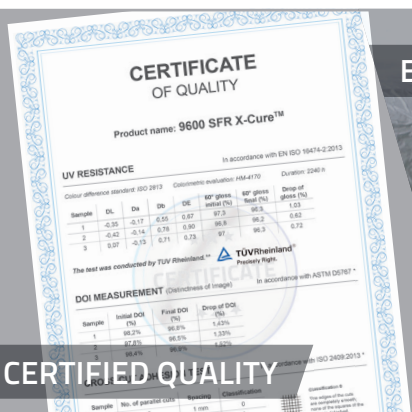 CERTIFICATE
OF QUALITY
Product name: 9600 SFR X-Cure™
UV RESISTANCE
In accordance with EN ISO 16474-2:2013
Colour difference standard: ISO 2813 Colorimetric evaluation: HM-4170 Duration: 2240 h
Sample DL Da Db DE 60° gloss initial (%) 60° gloss final (%) Drop of gloss (%)
1 -0,35 -0,17 0,55 0,67 97,3 96,3 1,03
2 -0,42 -0,14 0,78 0,90 96,8 96,2 0,62
3 0,07 -0,13 0,71 0,73 97 96,3 0,72
The test was conducted by TÜV Rheinland.**
TÜVRheinland®
Precisely Right.
CERTIFICATE
DOI MEASUREMENT (Distinctness of image)
In accordance with ASTM D5767 *
Sample Initial DOI (%) Final DOI (%) Drop of DOI (%)
1 98,2% 96,8% 1,43%
2 97,8% 96,5% 1,33%
3 98,4%
accordance with ISO 2409:2013 *
CERTIFIED QUALITY
Sample No. of parallel cuts Spacing Classification
1 mm 0
E